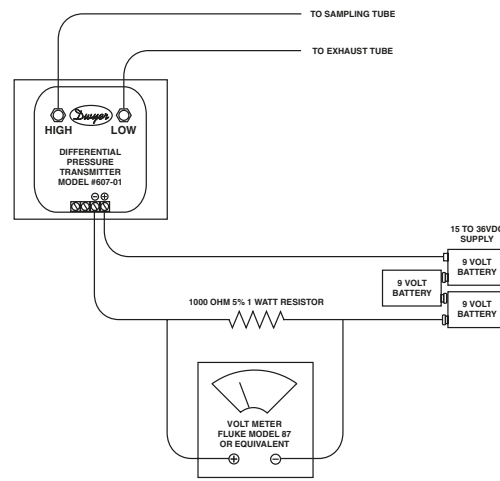 TO SAMPLING TUBE
TO EXHAUST TUBE
Dwyer
HIGH
LOW
DIFFERENTIAL
PRESSURE
TRANSMITTER
MODEL #607-01
15 TO 36VDC
SUPPLY
9 VOLT
BATTERY
9 VOLT
BATTERY
9 VOLT
BATTERY
1000 OHM 5% 1 WATT RESISTOR
VOLT METER
FLUKE MODEL 87
OR EQUIVALENT